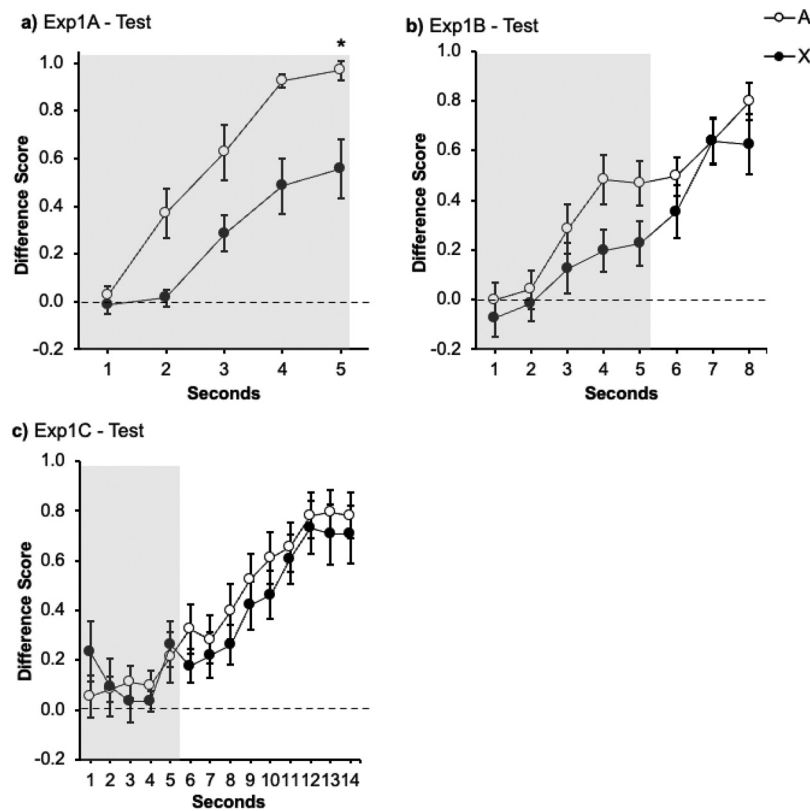 a) Exp1A - Test
*
1.0
0.8
0.6
0.4
0.2
0.0
-0.2
Difference Score
1 2 3 4 5
Seconds
b) Exp1B - Test
A
X
1.0
0.8
0.6
0.4
0.2
0.0
-0.2
Difference Score
1 2 3 4 5 6 7 8
Seconds
c) Exp1C - Test
1.0
0.8
0.6
0.4
0.2
0.0
-0.2
Difference Score
1 2 3 4 5 6 7 8 9 10 11 12 13 14
Seconds